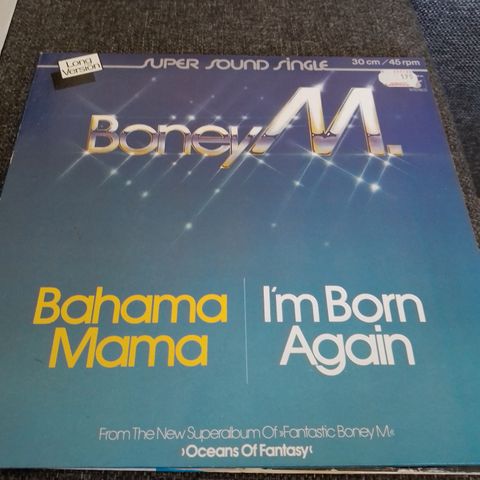 Long
Version
SUPER SOUND SINGLE
30 cm / 45 rpm
Boney M.
Bahama
Mama
I'm Born
Again
From The New Superalbum Of »Fantastic Boney M.«
›Oceans Of Fantasy‹